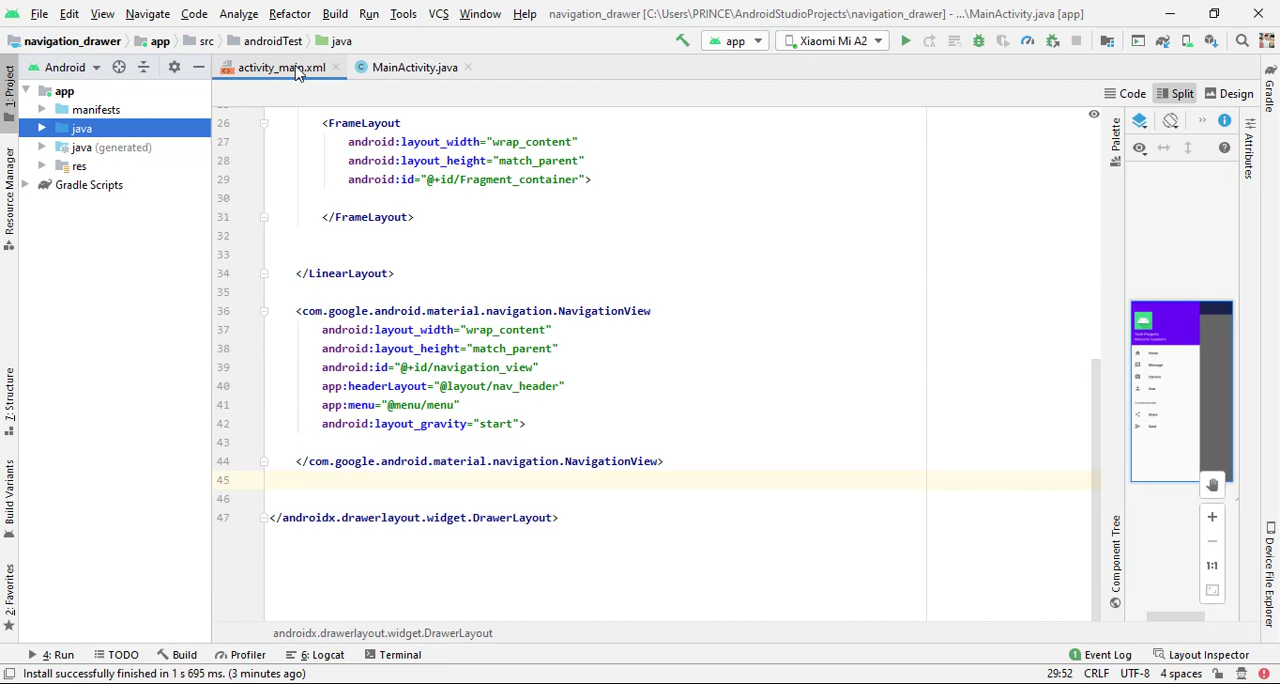 File Edit View Navigate Code Analyze Refactor Build Run Tools VCS Window Help navigation_drawer [C:\Users\PRINCE\AndroidStudioProjects\navigation_drawer] - ...\MainActivity.java [app]
navigation_drawer app src androidTest java app Xiaomi Mi A2
Android activity_main.xml MainActivity.java
Code Split Design
app
manifests
java
java (generated)
res
Gradle Scripts
1: Project
Resource Manager
7: Structure
Build Variants
2: Favorites
26 <FrameLayout
27 android:layout_width="wrap_content"
28 android:layout_height="match_parent"
29 android:id="@+id/Fragment_container">
30
31 </FrameLayout>
32
33
34 </LinearLayout>
35
36 <com.google.android.material.navigation.NavigationView
37 android:layout_width="wrap_content"
38 android:layout_height="match_parent"
39 android:id="@+id/navigation_view"
40 app:headerLayout="@layout/nav_header"
41 app:menu="@menu/menu"
42 android:layout_gravity="start">
43
44 </com.google.android.material.navigation.NavigationView>
45
46
47 </androidx.drawerlayout.widget.DrawerLayout>
androidx.drawerlayout.widget.DrawerLayout
Palette
Component Tree
Home
Message
Share
Send
1:1
Gradle
Attributes
Device File Explorer
4: Run TODO Build Profiler 6: Logcat Terminal 1 Event Log Layout Inspector
Install successfully finished in 1 s 695 ms. (3 minutes ago) 29:52 CRLF UTF-8 4 spaces